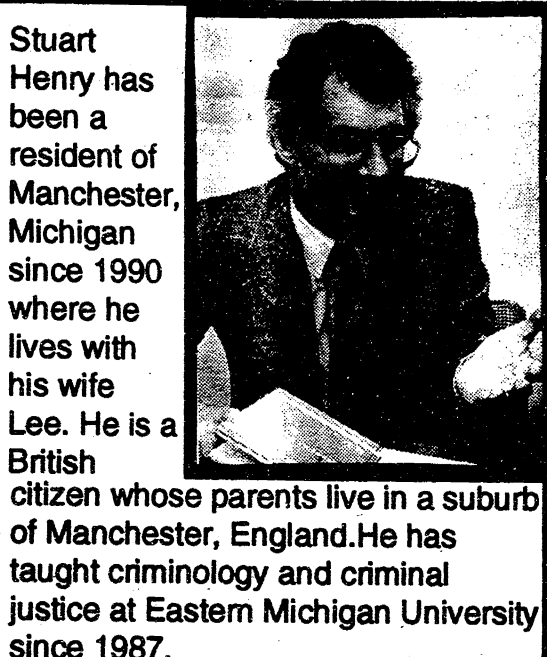 Stuart
Henry has
been a
resident of
Manchester,
Michigan
since 1990
where he
lives with
his wife
Lee. He is a
British
citizen whose parents live in a suburb
of Manchester, England.He has
taught criminology and criminal
justice at Eastern Michigan University
since 1987.